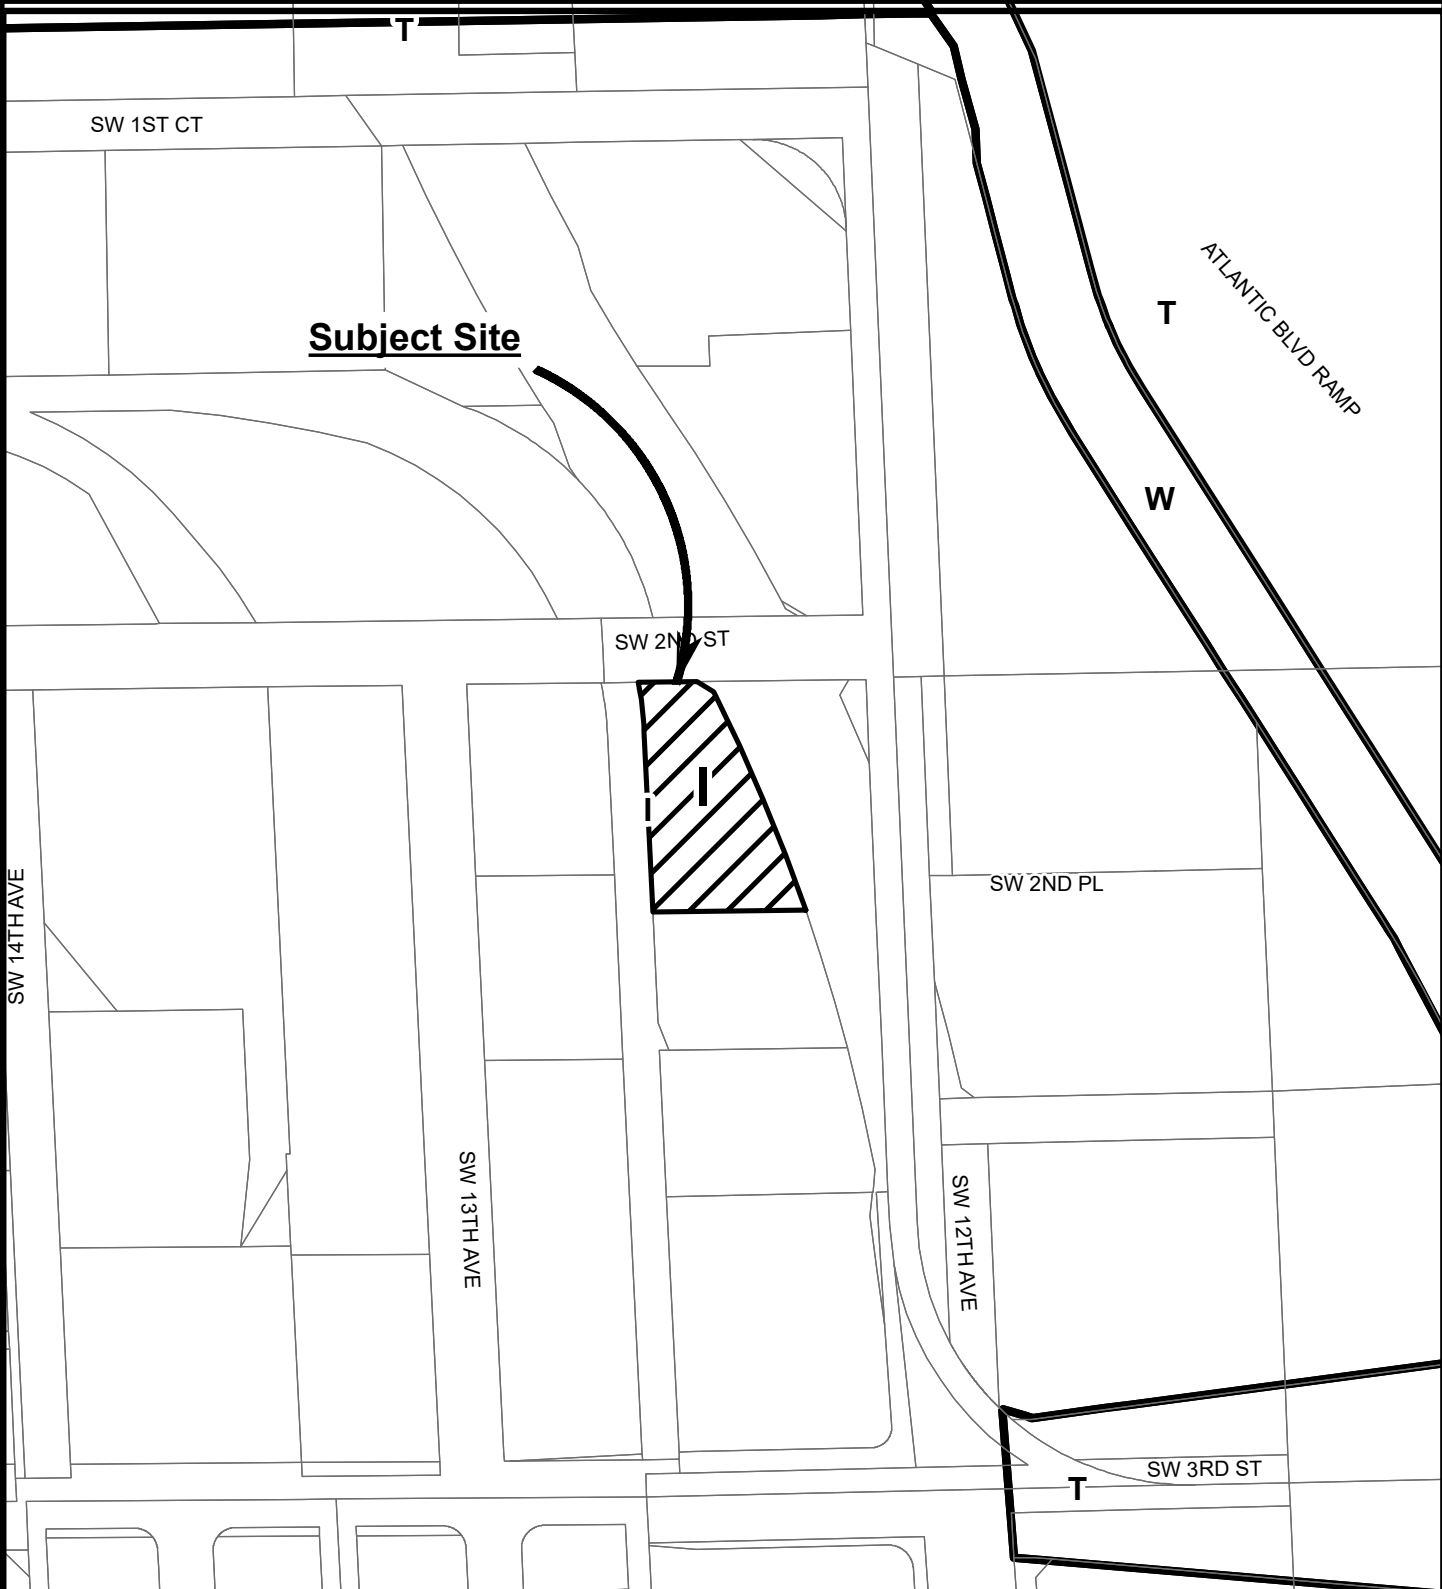 T
SW 1ST CT
ATLANTIC BLVD RAMP
T
Subject Site
W
SW 2ND ST
I
SW 2ND PL
SW 14TH AVE
SW 13TH AVE
SW 12TH AVE
SW 3RD ST
T